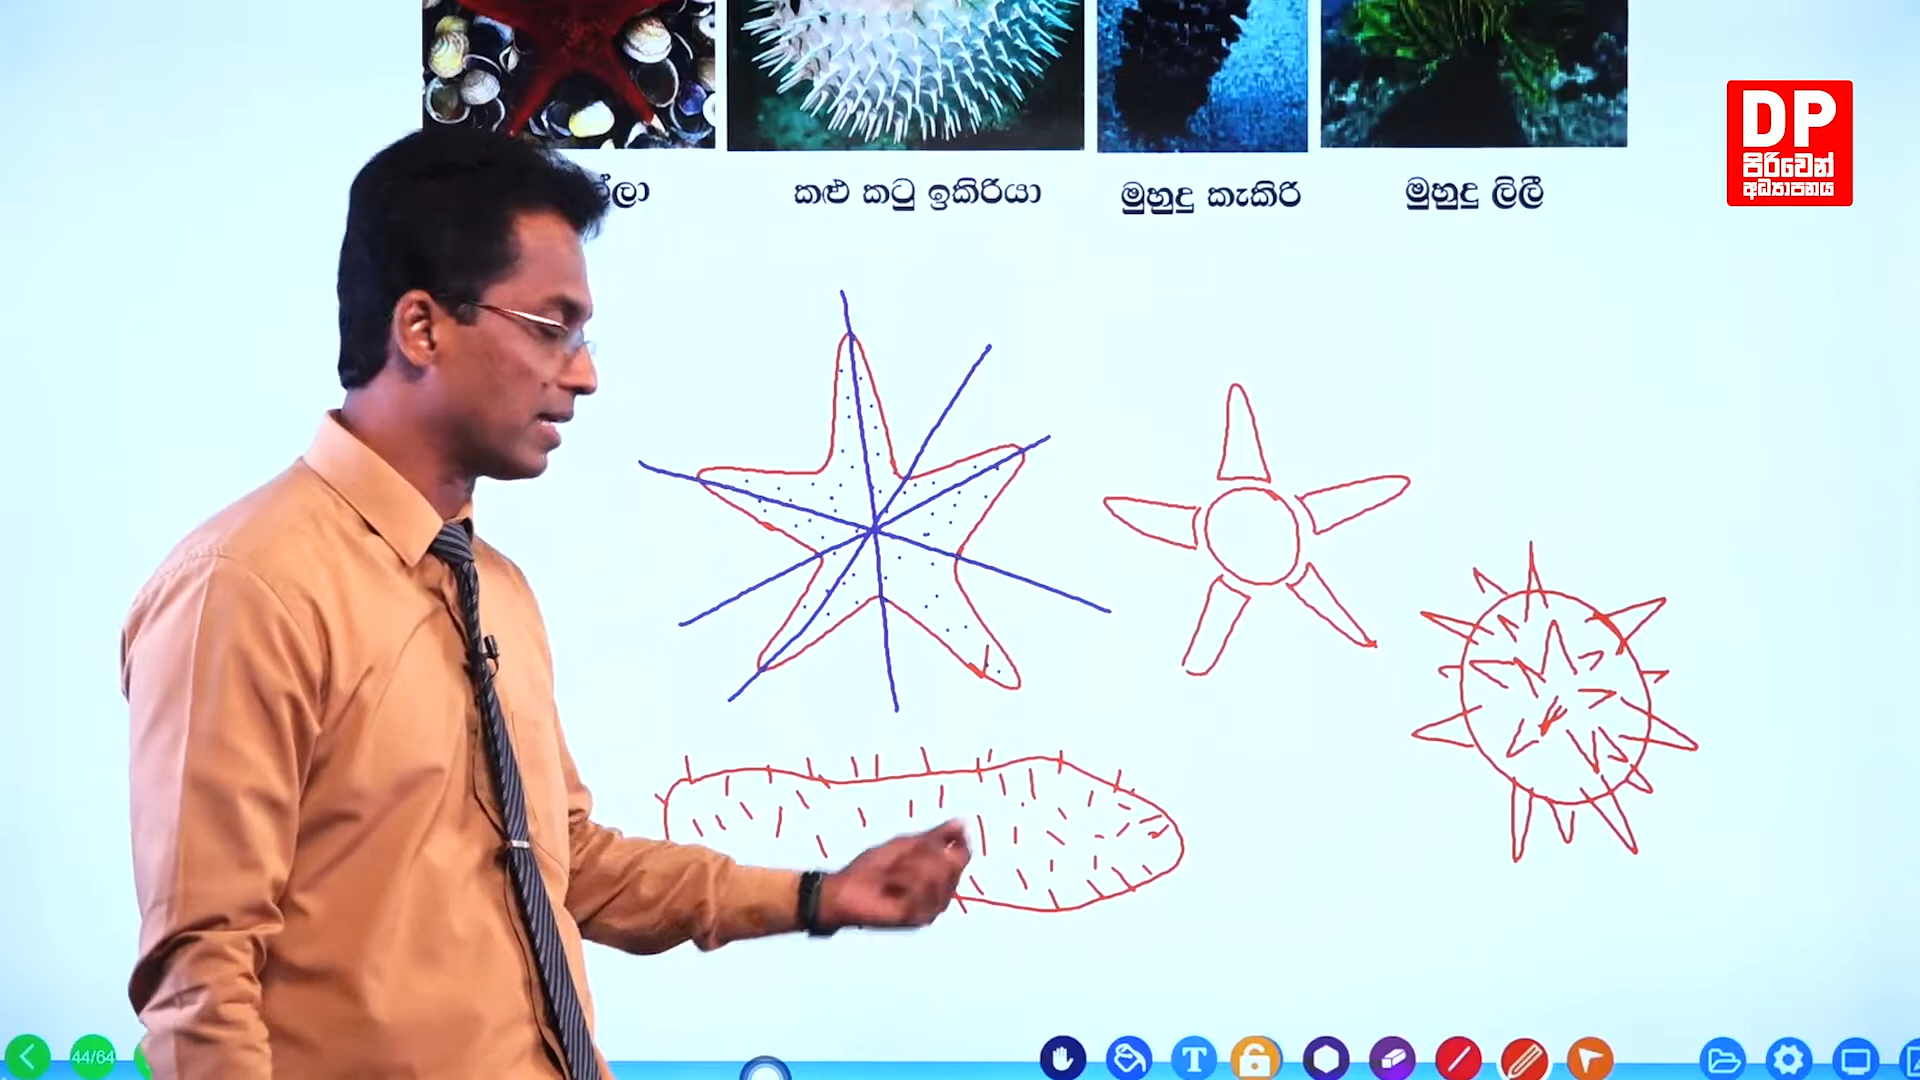 DP
පිරිවෙන්
අධ්‍යාපනය
කළු කටු ඉකිරියා
මුහුදු කැකිරි
මුහුදු ලිලී
44/64
T